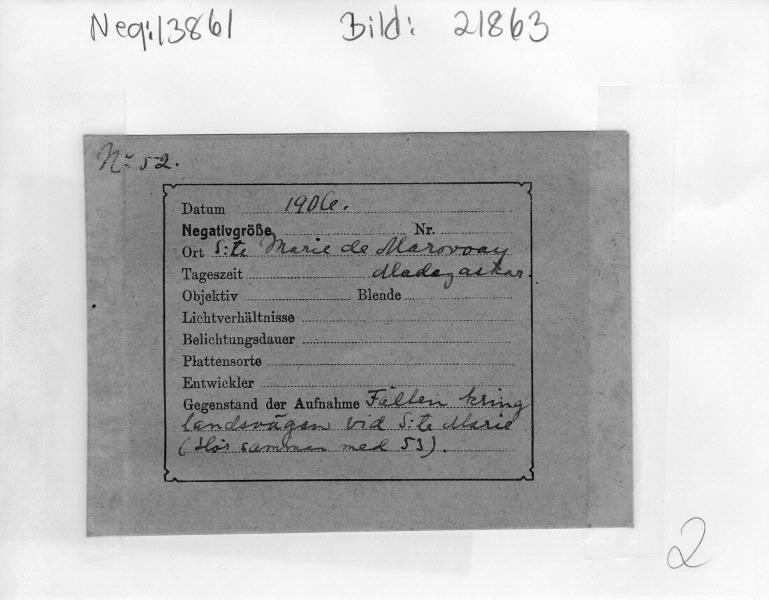 Neg: 13861 Bild: 21863
No 52.
Datum 1906.
Negativgröße Nr.
Ort S:te Marie de Marovoay
Tageszeit Madagaskar.
Objektiv Blende
Lichtverhältnisse
Belichtungsdauer
Plattensorte
Entwickler
Gegenstand der Aufnahme Fälten kring
landsvägen vid S:te Marie
(Hör samman med 53).
2